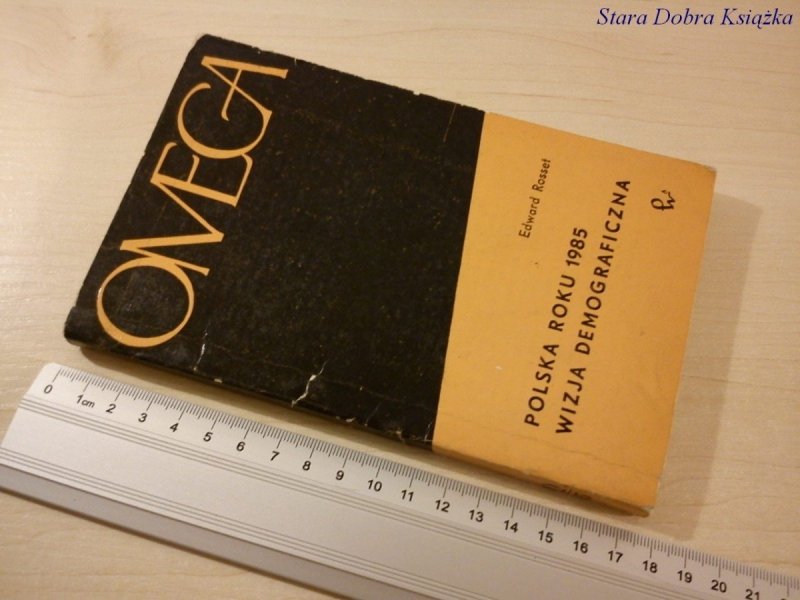 Stara Dobra Książka
OMEGA
Edward Rosset
POLSKA ROKU 1985
WIZJA DEMOGRAFICZNA
0 1cm 2 3 4 5 6 7 8 9 10 11 12 13 14 15 16 17 18 19 20 21